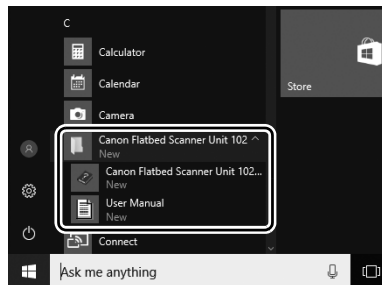 C
Calculator
Calendar
Store
Camera
Canon Flatbed Scanner Unit 102
New
Canon Flatbed Scanner Unit 102...
New
User Manual
New
Connect
Ask me anything